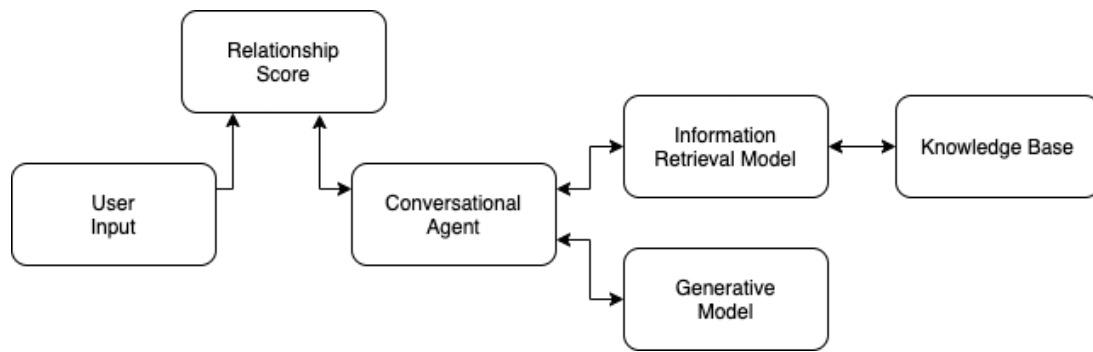 Relationship
Score
User
Input
Conversational
Agent
Information
Retrieval Model
Knowledge Base
Generative
Model